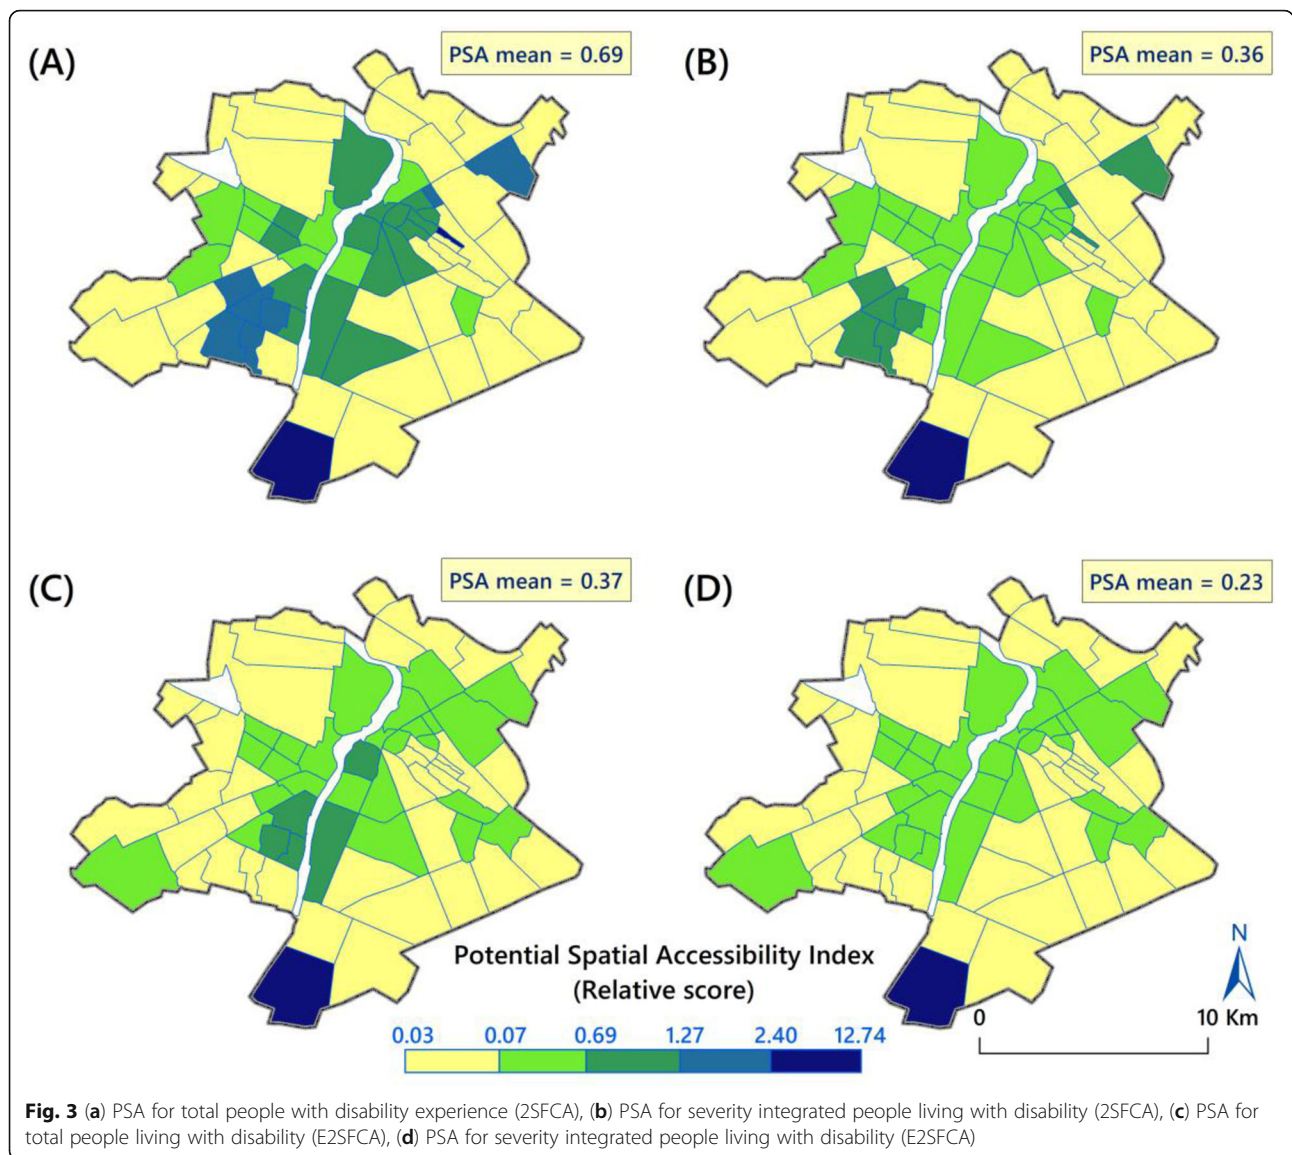 (A)
PSA mean = 0.69
(B)
PSA mean = 0.36
(C)
PSA mean = 0.37
(D)
PSA mean = 0.23
Potential Spatial Accessibility Index
(Relative score)
0.03 0.07 0.69 1.27 2.40 12.74
N
0 10 Km
Fig. 3 (a) PSA for total people with disability experience (2SFCA), (b) PSA for severity integrated people living with disability (2SFCA), (c) PSA for
total people living with disability (E2SFCA), (d) PSA for severity integrated people living with disability (E2SFCA)